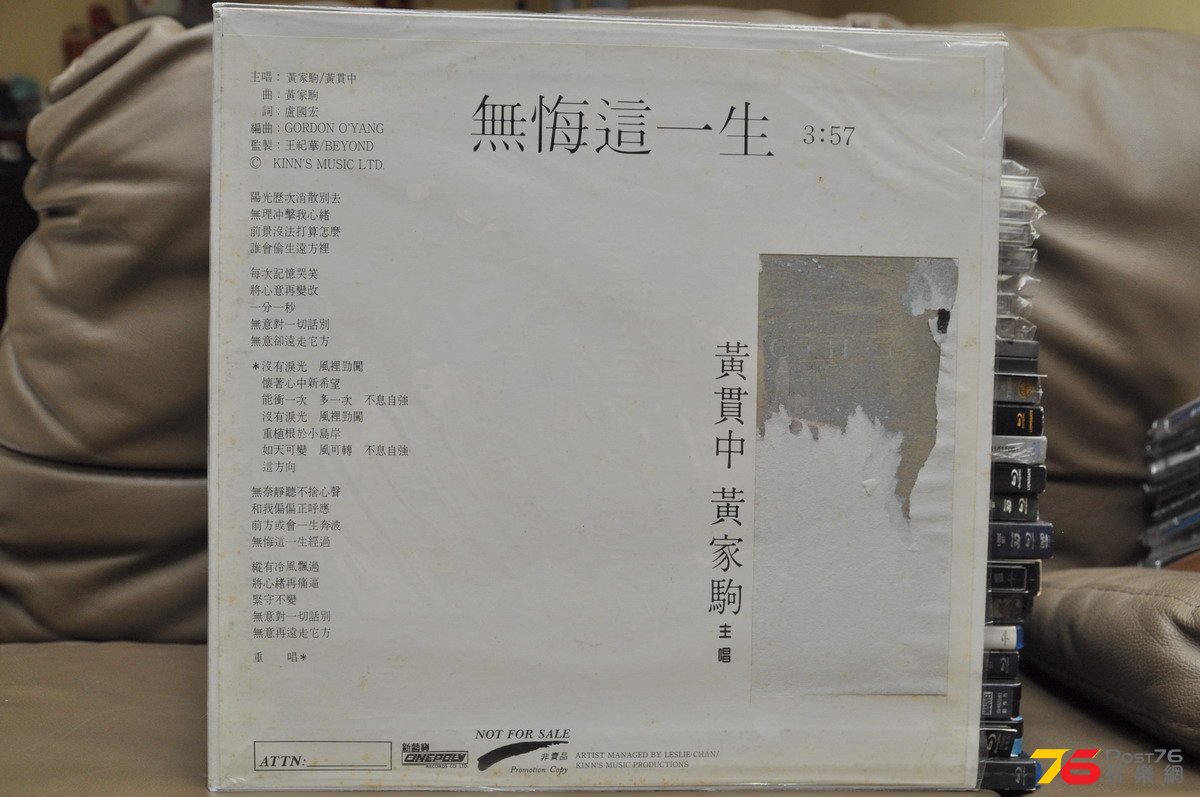 主唱：黃家駒/黃貫中
曲：黃家駒
詞：盧國宏
編曲：GORDON O'YANG
監製：王紀華/BEYOND
© KINN'S MUSIC LTD.
無悔這一生 3:57
陽光歷次消散別去
無理冲擊我心緒
前景沒法打算怎麼
誰會偷生遠方裡
每次記憶哭笑
將心意再變改
一分一秒
無意對一切話別
無意卻遠走它方
*沒有淚光 風裡勁闖
懷著心中新希望
能衝一次 多一次 不息自強
沒有淚光 風裡勁闖
重植根於小島岸
如天可變 風可轉 不息自強
這方向
無奈靜聽不捨心聲
和我偏偏正呼應
前方或會一生奔波
無悔這一生經過
縱有冷風飄過
將心緒再痛逼
緊守不變
無意對一切話別
無意再遠走它方
重 唱*
黃貫中 黃家駒 主唱
ATTN:
新藝寶
CINEPOLY
RECORDS CO. LTD.
NOT FOR SALE
非賣品
Promotion Copy
ARTIST MANAGED BY LESLIE CHAN/
KINN'S MUSIC PRODUCTIONS
76
Post76